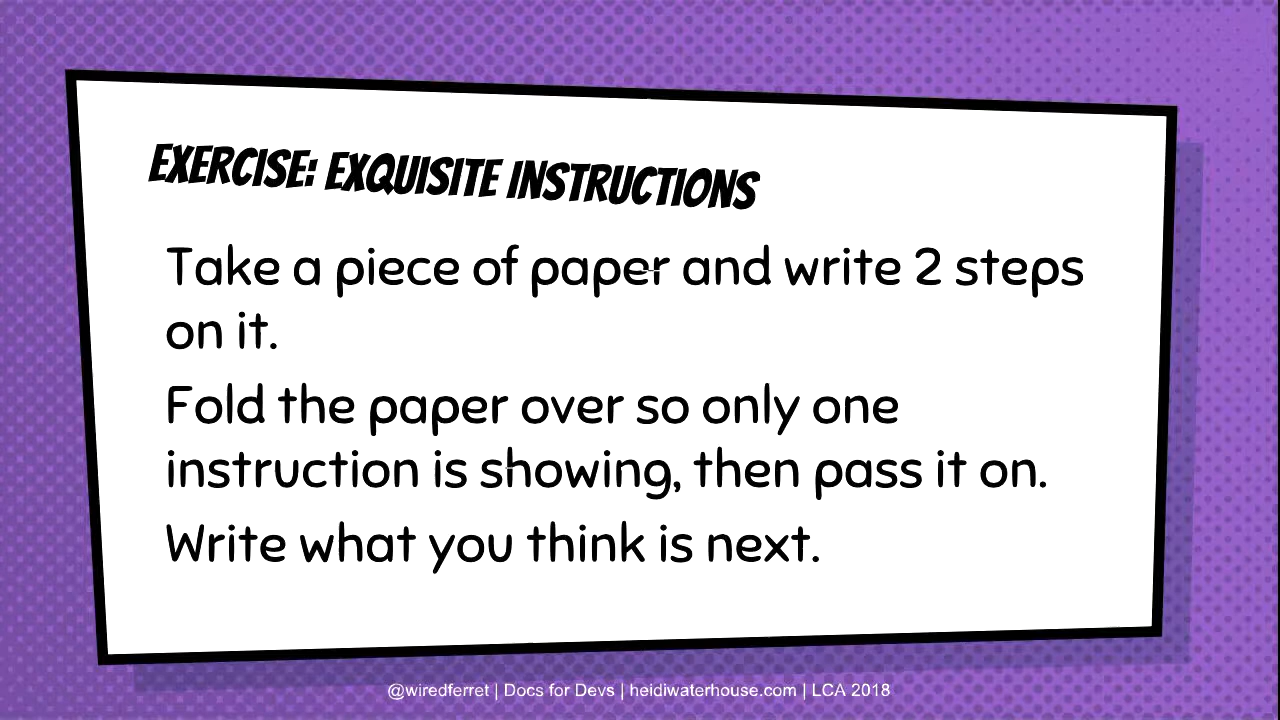 EXERCISE: EXQUISITE INSTRUCTIONS
Take a piece of paper and write 2 steps
on it.
Fold the paper over so only one
instruction is showing, then pass it on.
Write what you think is next.
@wiredferret | Docs for Devs | heidiwaterhouse.com | LCA 2018